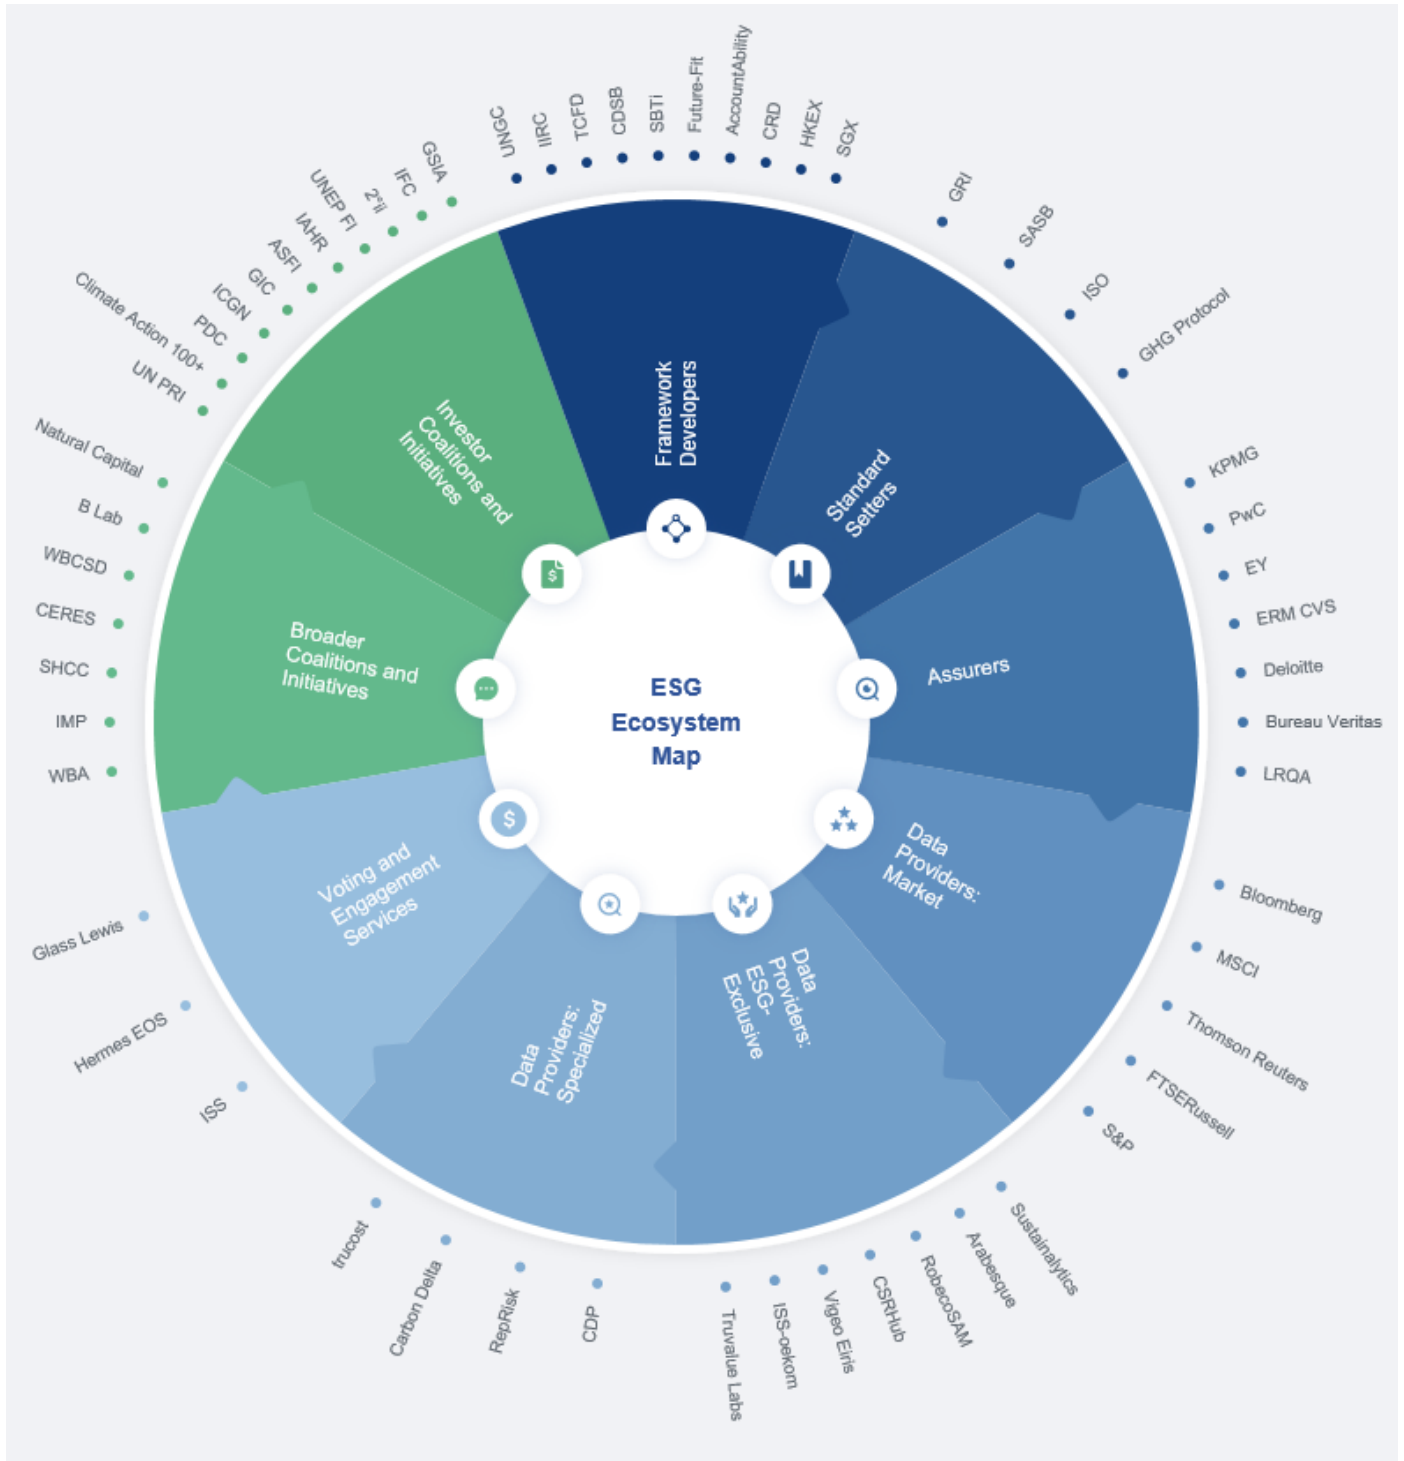 ESG
Ecosystem
Map
Framework
Developers
UNGC
IIRC
TCFD
CDSB
SBTi
Future-Fit
AccountAbility
CRD
HKEX
SGX
Standard
Setters
GRI
SASB
ISO
GHG Protocol
Assurers
KPMG
PwC
EY
ERM CVS
Deloitte
Bureau Veritas
LRQA
Data
Providers:
Market
Bloomberg
MSCI
Thomson Reuters
FTSERussell
S&P
Data
Providers:
ESG-
Exclusive
Sustainalytics
Arabesque
RobecoSAM
CSRHub
Vigeo Eiris
ISS-oekom
Truvalue Labs
Data
Providers:
Specialized
CDP
RepRisk
Carbon Delta
trucost
Voting and
Engagement
Services
ISS
Hermes EOS
Glass Lewis
Broader
Coalitions and
Initiatives
WBA
IMP
SHCC
CERES
WBCSD
B Lab
Natural Capital
Investor
Coalitions and
Initiatives
UN PRI
Climate Action 100+
PDC
ICGN
GIC
ASFI
IAHR
UNEP FI
2°ii
IFC
GSIA